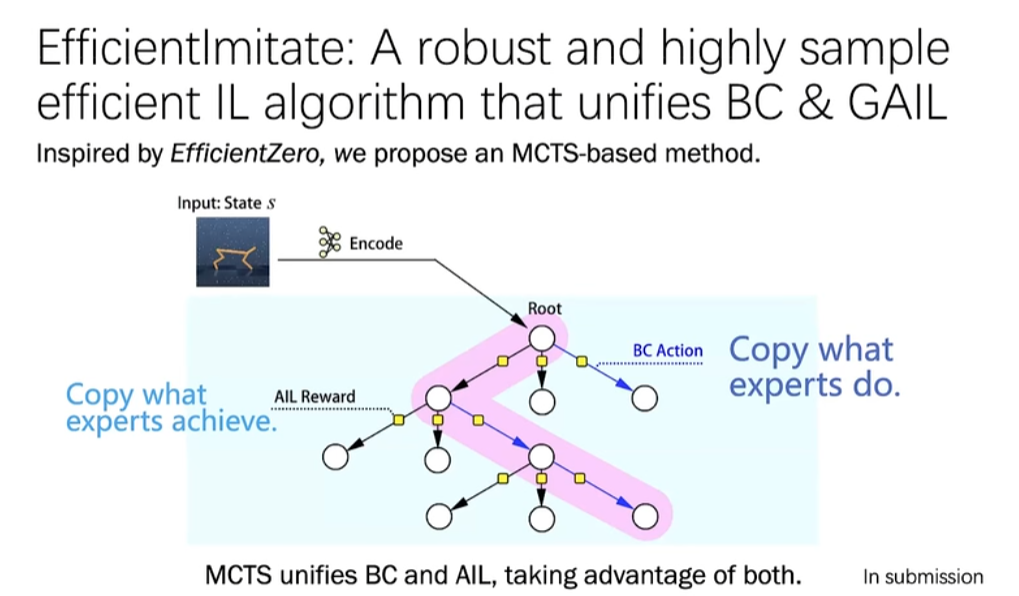 EfficientImitate: A robust and highly sample
efficient IL algorithm that unifies BC & GAIL
Inspired by EfficientZero, we propose an MCTS-based method.
Input: State s
Encode
Root
BC Action
Copy what
experts do.
Copy what
experts achieve.
AIL Reward
MCTS unifies BC and AIL, taking advantage of both.
In submission